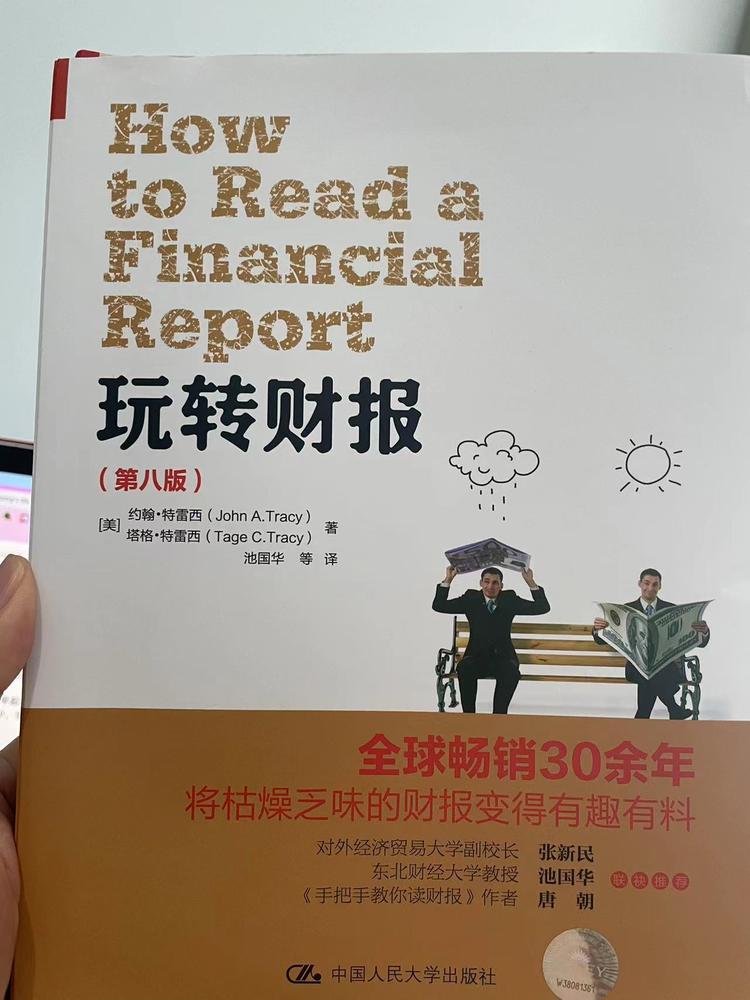 How
to Read a
Financial
Report
玩转财报
（第八版）
[美] 约翰·特雷西（John A.Tracy）
塔格·特雷西（Tage C.Tracy） 著
池国华 等 译
全球畅销30余年
将枯燥乏味的财报变得有趣有料
对外经济贸易大学副校长 张新民
东北财经大学教授 池国华
《手把手教你读财报》作者 唐 朝
联袂推荐
中国人民大学出版社